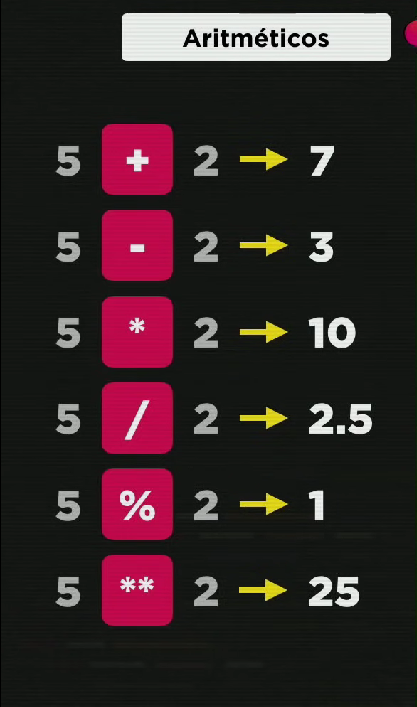 Aritméticos
5 + 2 → 7
5 - 2 → 3
5 * 2 → 10
5 / 2 → 2.5
5 % 2 → 1
5 ** 2 → 25